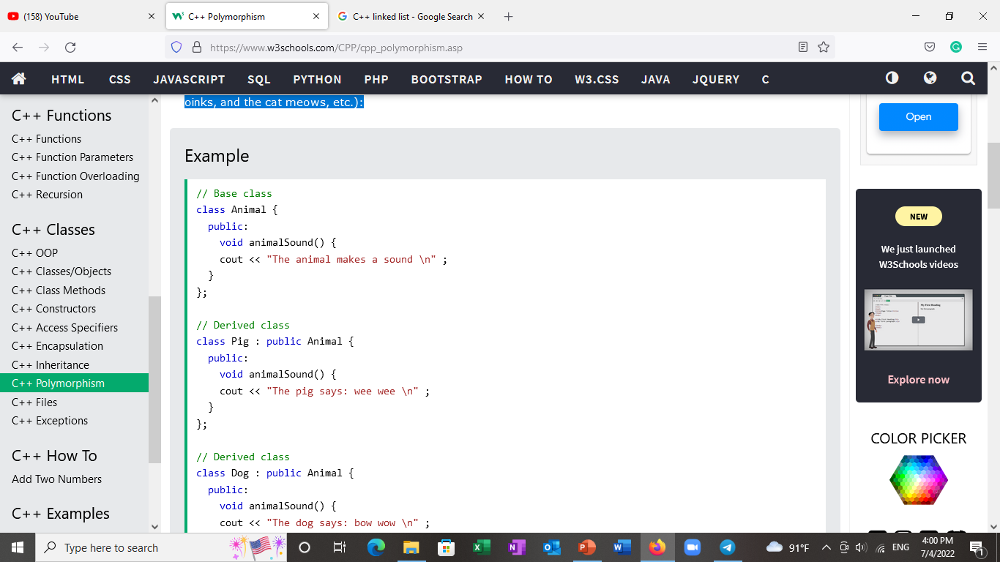 (158) YouTube
C++ Polymorphism
C++ linked list - Google Search
https://www.w3schools.com/CPP/cpp_polymorphism.asp
HTML CSS JAVASCRIPT SQL PYTHON PHP BOOTSTRAP HOW TO W3.CSS JAVA JQUERY C
C++ Functions
C++ Functions
C++ Function Parameters
C++ Function Overloading
C++ Recursion
C++ Classes
C++ OOP
C++ Classes/Objects
C++ Class Methods
C++ Constructors
C++ Access Specifiers
C++ Encapsulation
C++ Inheritance
C++ Polymorphism
C++ Files
C++ Exceptions
C++ How To
Add Two Numbers
C++ Examples
oinks, and the cat meows, etc.):
Example
// Base class
class Animal {
  public:
    void animalSound() {
    cout << "The animal makes a sound \n" ;
  }
};

// Derived class
class Pig : public Animal {
  public:
    void animalSound() {
    cout << "The pig says: wee wee \n" ;
  }
};

// Derived class
class Dog : public Animal {
  public:
    void animalSound() {
    cout << "The dog says: bow wow \n" ;
Open
NEW
We just launched
W3Schools videos
Explore now
COLOR PICKER
Type here to search
91°F
ENG
4:00 PM
7/4/2022
1